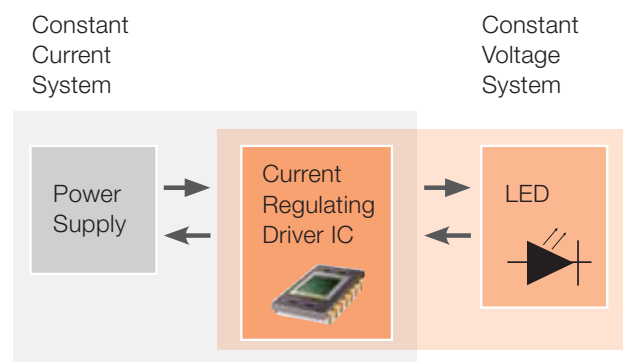 Constant
Current
System
Constant
Voltage
System
Power
Supply
Current
Regulating
Driver IC
LED